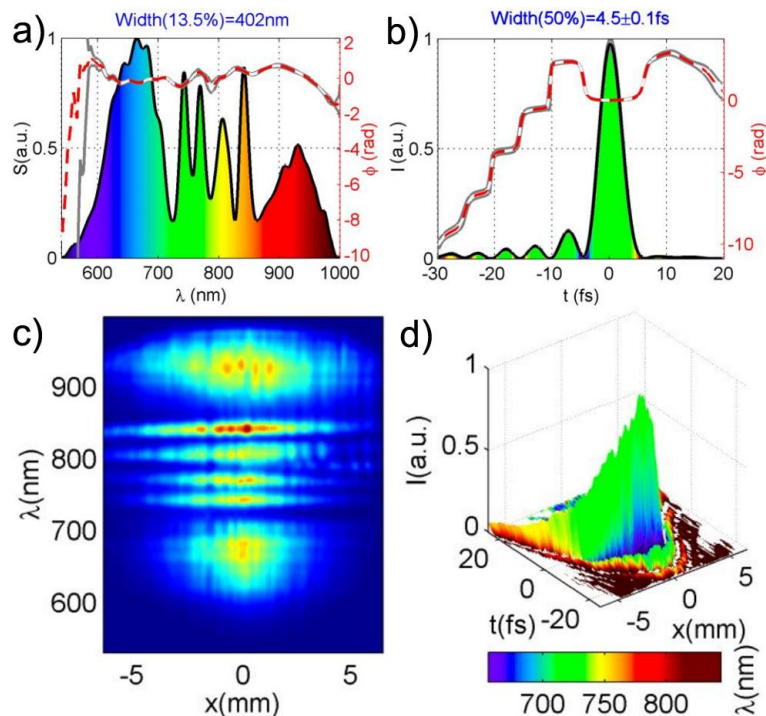 Width(13.5%)=402nm
a)
S(a.u.)
1
0.5
0
2
0
-2
-4
-6
-8
-10
ϕ (rad)
600 700 800 900 1000
λ (nm)
Width(50%)=4.5±0.1fs
b)
I (a.u.)
1
0.5
0
5
0
-5
-10
ϕ (rad)
-30 -20 -10 0 10 20
t (fs)
c)
λ(nm)
900
800
700
600
-5 0 5
x(mm)
d)
I(a.u.)
1
0.5
0
20
0
-20
t(fs)
-5
0
5
x(mm)
700 750 800
λ(nm)